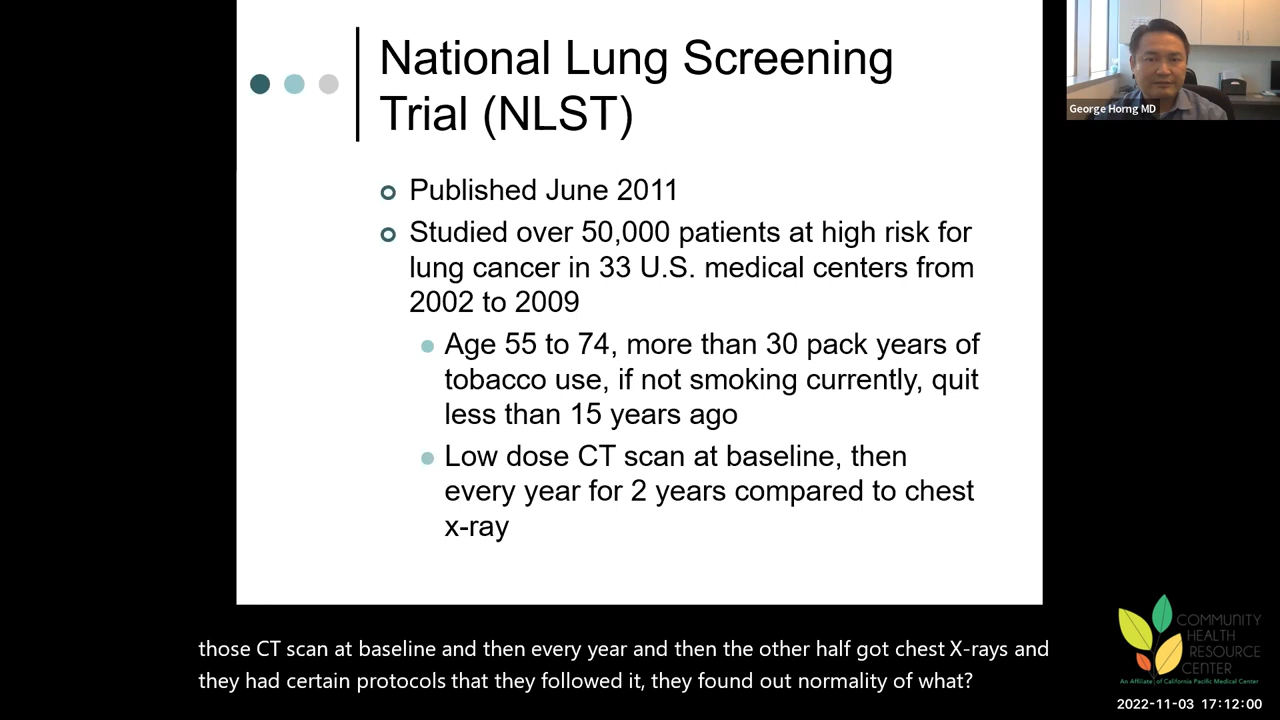 National Lung Screening
Trial (NLST)
Published June 2011
Studied over 50,000 patients at high risk for
lung cancer in 33 U.S. medical centers from
2002 to 2009
Age 55 to 74, more than 30 pack years of
tobacco use, if not smoking currently, quit
less than 15 years ago
Low dose CT scan at baseline, then
every year for 2 years compared to chest
x-ray
George Horng MD
those CT scan at baseline and then every year and then the other half got chest X-rays and
they had certain protocols that they followed it, they found out normality of what?
COMMUNITY
HEALTH
RESOURCE
CENTER
An Affiliate of California Pacific Medical Center
2022-11-03 17:12:00